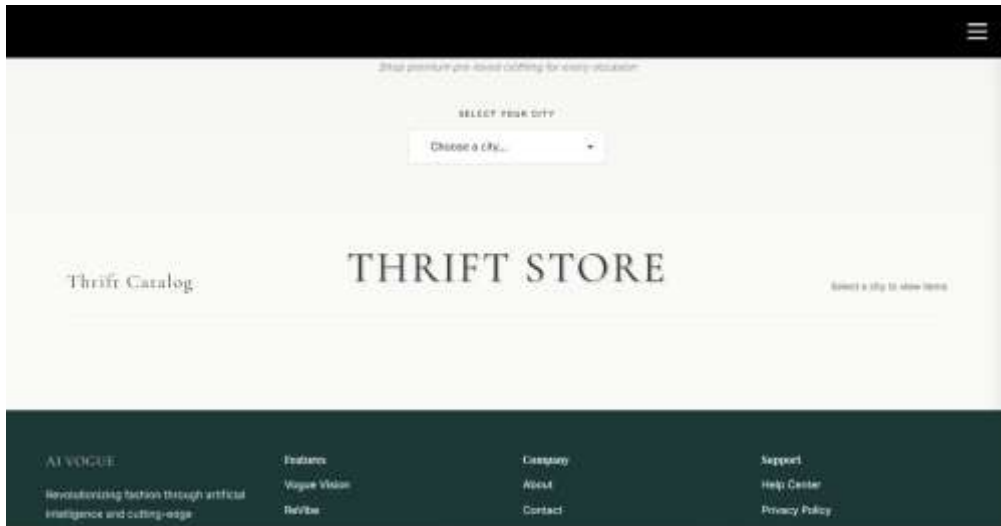 Shop premium pre-loved clothing for every occasion
SELECT YOUR CITY
Choose a city...
THRIFT STORE
Thrift Catalog
Select a city to view items
AI VOGUE
Revolutionizing fashion through artificial
intelligence and cutting-edge
Features
Vogue Vision
ReVibe
Company
About
Contact
Support
Help Center
Privacy Policy